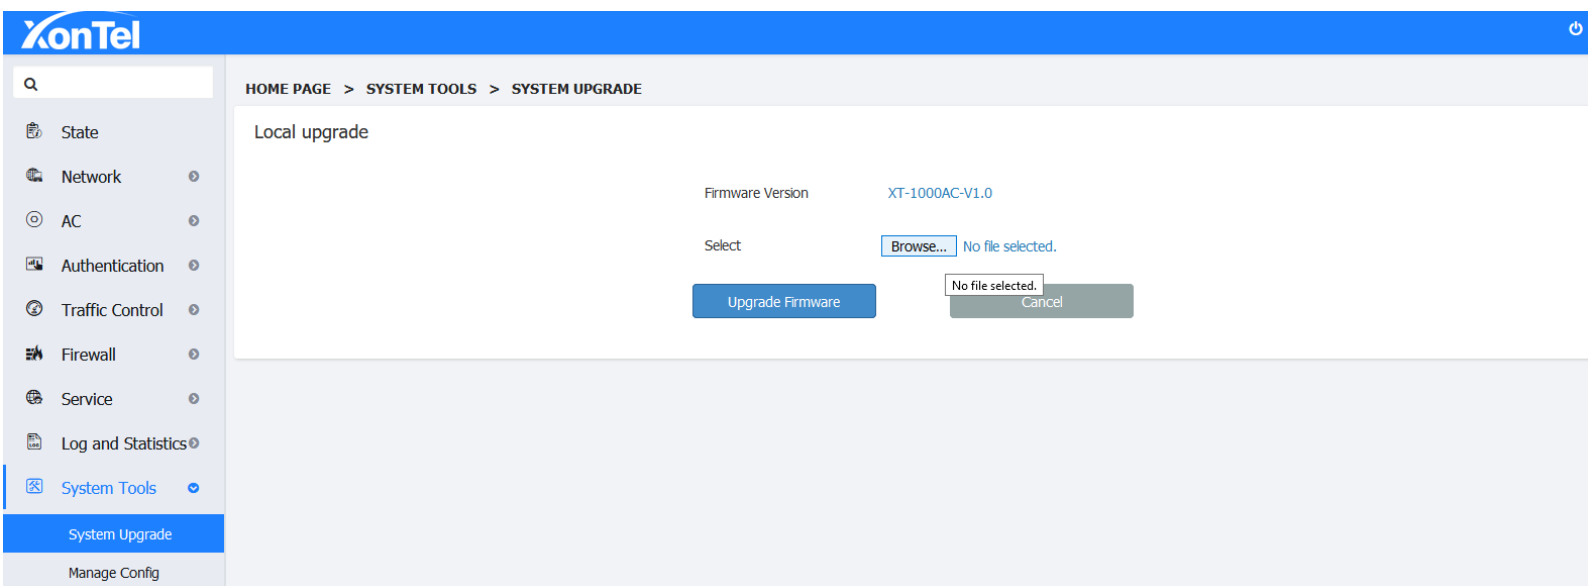 XonTel
HOME PAGE > SYSTEM TOOLS > SYSTEM UPGRADE
State
Network
AC
Authentication
Traffic Control
Firewall
Service
Log and Statistics
System Tools
System Upgrade
Manage Config
Local upgrade
Firmware Version XT-1000AC-V1.0
Select Browse... No file selected.
No file selected.
Upgrade Firmware Cancel